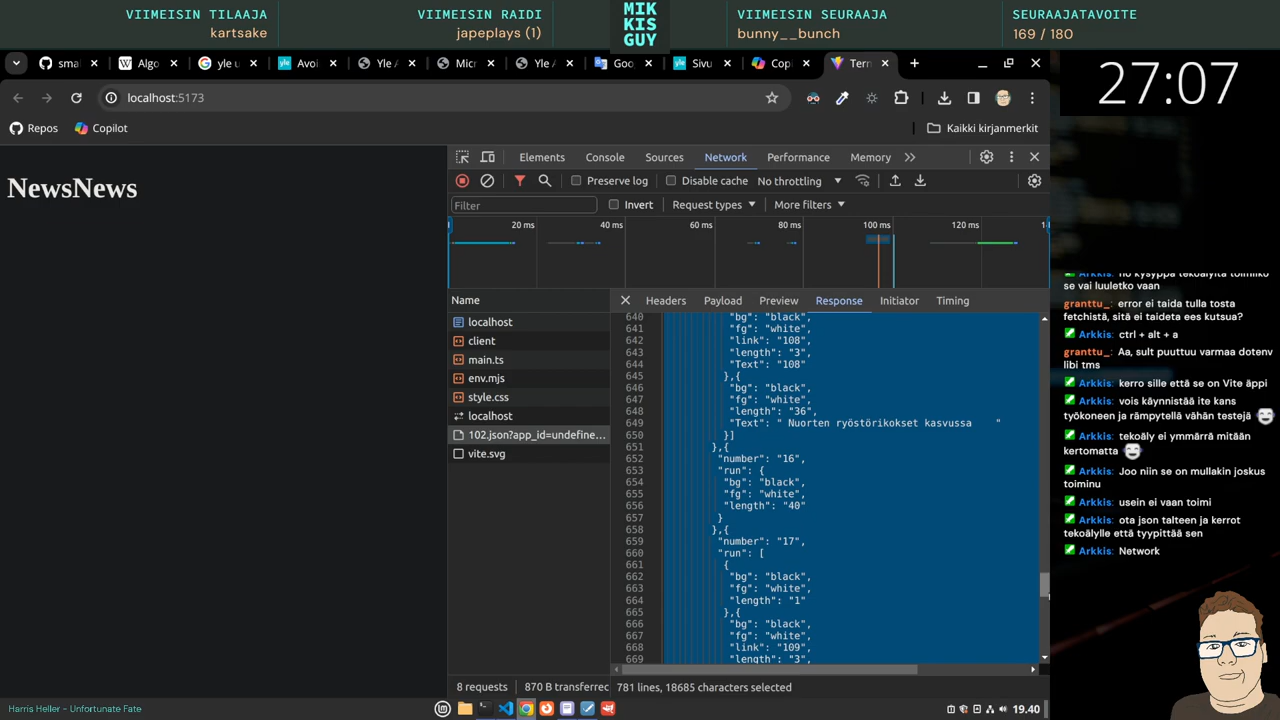 VIIMEISIN TILAAJA
kartsake
VIIMEISIN RAIDI
japeplays (1)
MIK
KIS
GUY
VIIMEISIN SEURAAJA
bunny__bunch
SEURAAJATAVOITE
169 / 180
smal
Algo
yle u
Avoi
Yle A
Micr
Yle A
Goo
Sivu
Copi
Tern
localhost:5173
Repos
Copilot
Kaikki kirjanmerkit
27:07
NewsNews
Elements
Console
Sources
Network
Performance
Memory
Preserve log
Disable cache
No throttling
Filter
Invert
Request types
More filters
20 ms
40 ms
60 ms
80 ms
100 ms
120 ms
Name
Headers
Payload
Preview
Response
Initiator
Timing
localhost
client
main.ts
env.mjs
style.css
localhost
102.json?app_id=undefine...
vite.svg
640 "bg": "black",
641 "fg": "white",
642 "link": "108",
643 "length": "3",
644 "Text": "108"
645 },{
646 "bg": "black",
647 "fg": "white",
648 "length": "36",
649 "Text": " Nuorten ryöstörikokset kasvussa    "
650 }]
651 },{
652 "number": "16",
653 "run": {
654 "bg": "black",
655 "fg": "white",
656 "length": "40"
657 }
658 },{
659 "number": "17",
660 "run": [
661 {
662 "bg": "black",
663 "fg": "white",
664 "length": "1"
665 },{
666 "bg": "black",
667 "fg": "white",
668 "link": "109",
669 "length": "3",
8 requests
870 B transferred
781 lines, 18685 characters selected
Arkkis: no kysyppä tekoälyltä toimiiko
se vai luuletko vaan
granttu_: error ei taida tulla tosta
fetchistä, sitä ei taideta ees kutsua?
Arkkis: ctrl + alt + a
granttu_: Aa, sult puuttuu varmaa dotenv
libi tms
Arkkis: kerro sille että se on Vite äppi
Arkkis: vois käynnistää ite kans
työkoneen ja rämpytellä vähän testejä
Arkkis: tekoäly ei ymmärrä mitään
kertomatta
Arkkis: Joo niin se on mullakin joskus
toiminu
Arkkis: usein ei vaan toimi
Arkkis: ota json talteen ja kerrot
tekoälylle että tyypittää sen
Arkkis: Network
Harris Heller - Unfortunate Fate
19.40